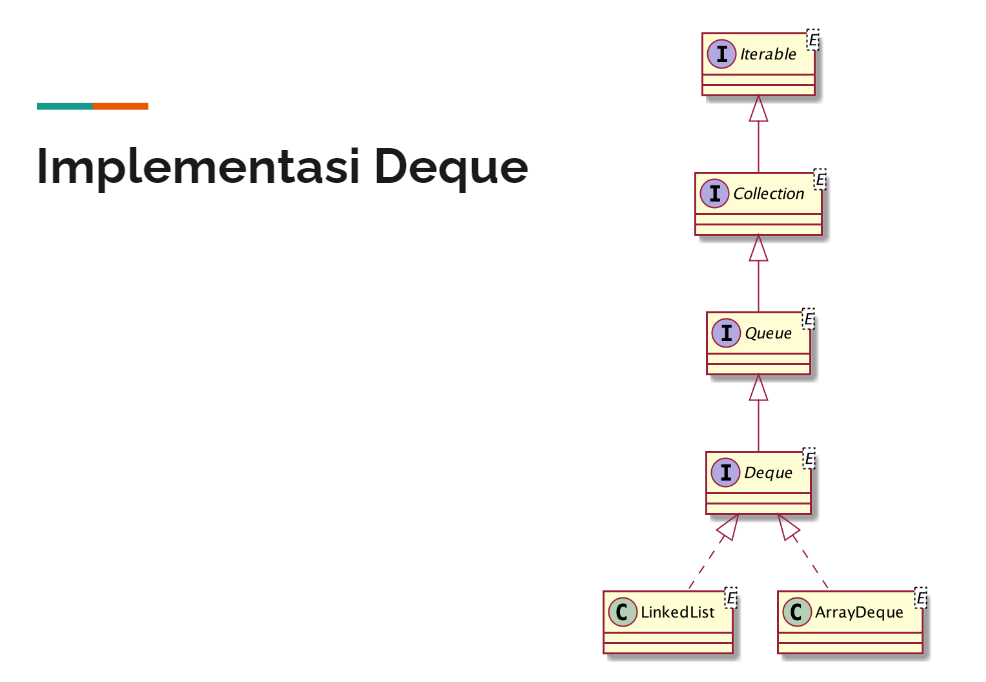 Implementasi Deque
I Iterable E
I Collection E
I Queue E
I Deque E
C LinkedList E
C ArrayDeque E